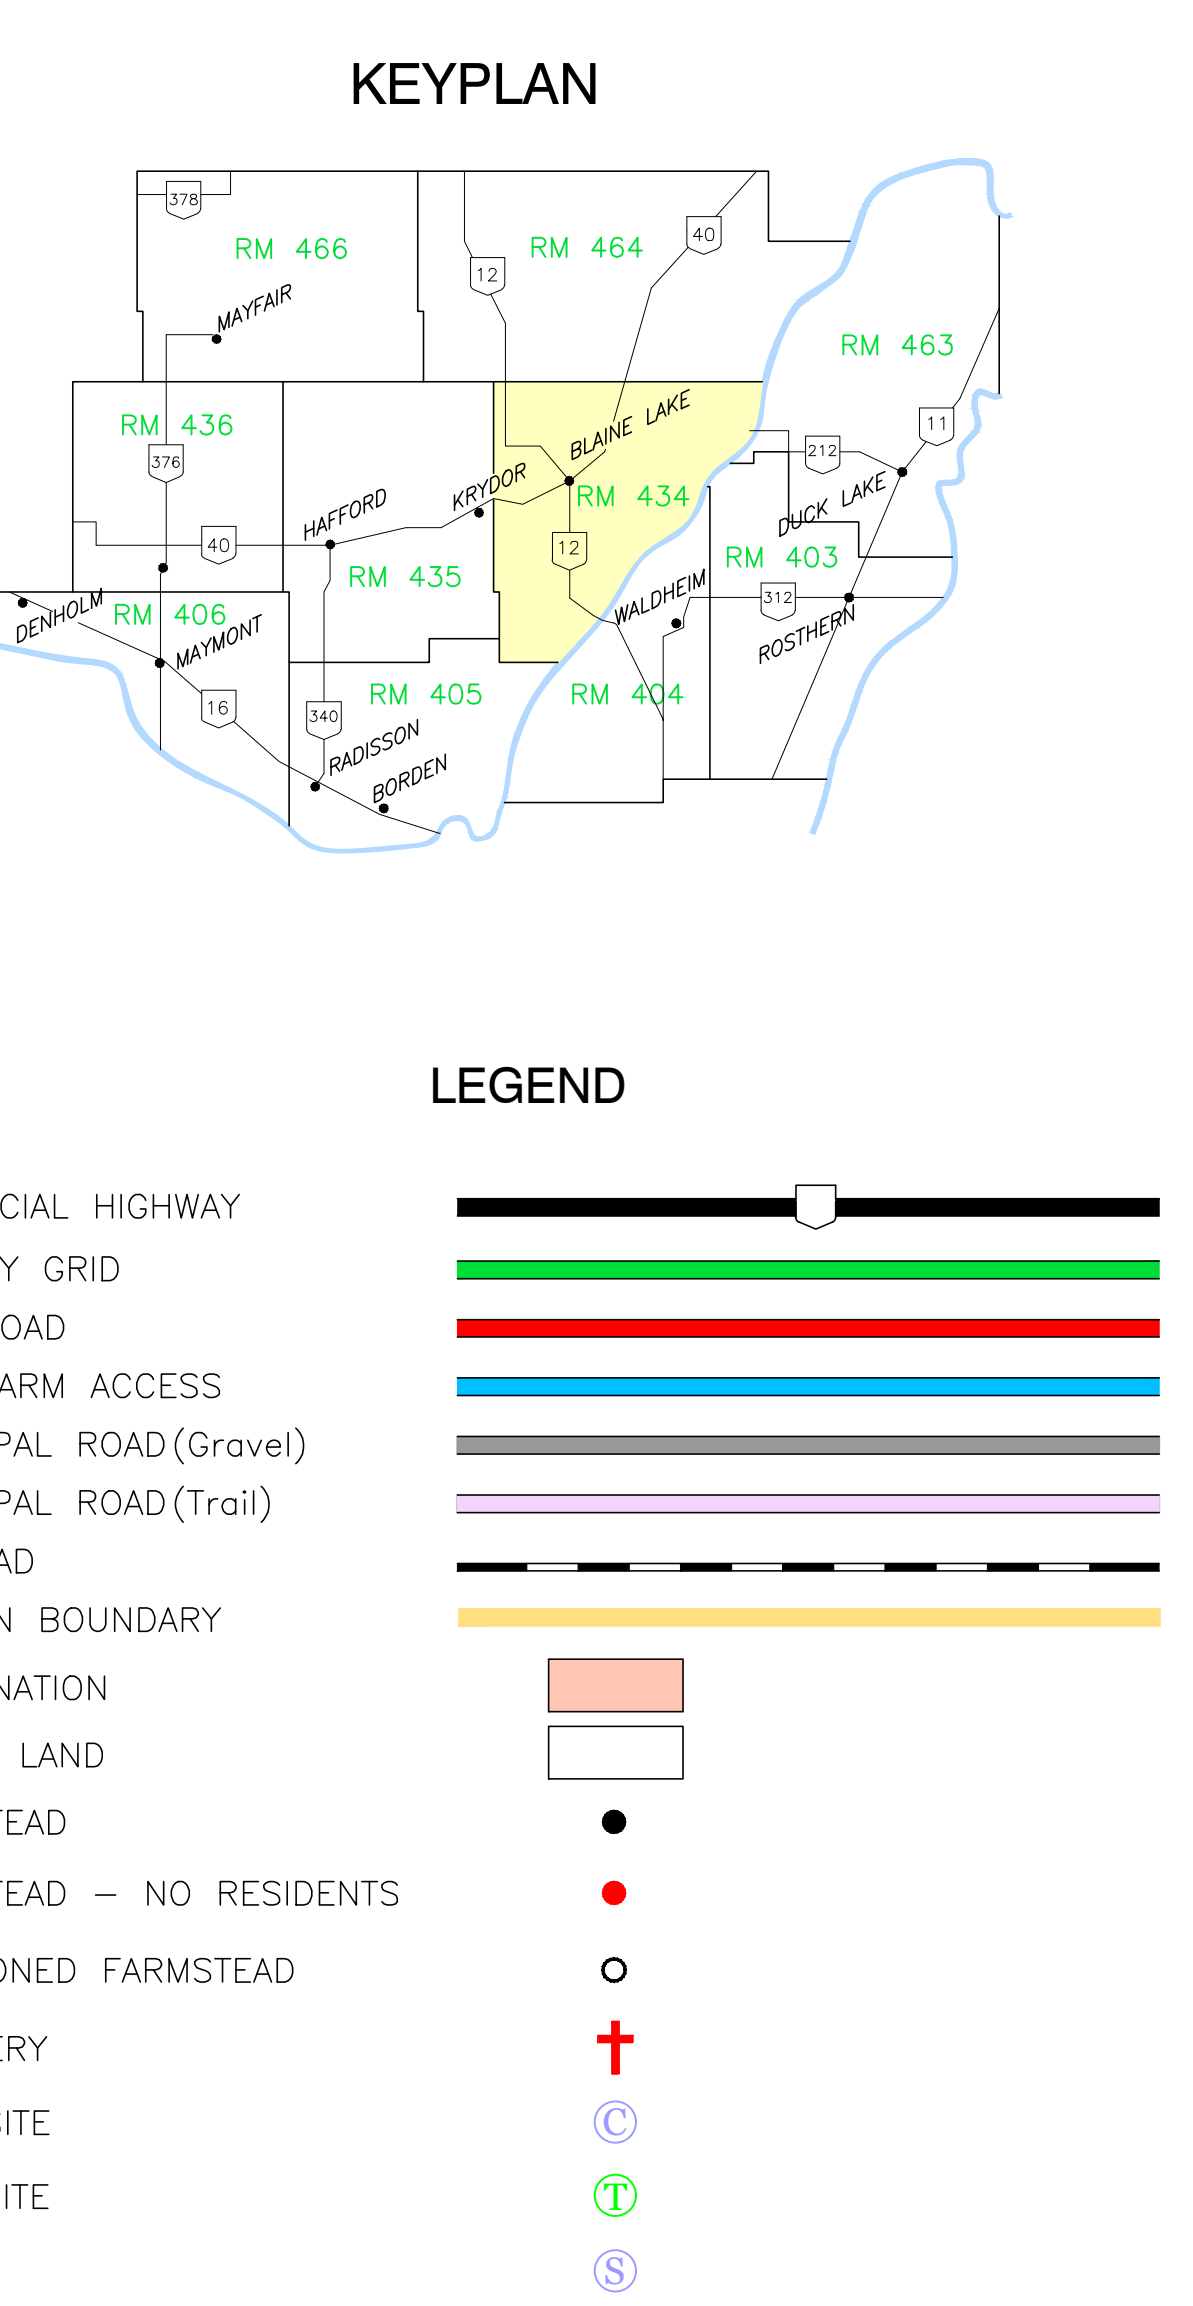 KEYPLAN
378
RM 466
RM 464
40
12
MAYFAIR
RM 463
RM 436
BLAINE LAKE
11
376
212
KRYDOR
RM 434
DUCK LAKE
HAFFORD
40
12
RM 403
RM 435
DENHOLM
RM 406
WALDHEIM
312
MAYMONT
ROSTHERN
RM 405
RM 404
16
340
RADISSON
BORDEN
LEGEND
CIAL HIGHWAY
Y GRID
OAD
ARM ACCESS
PAL ROAD(Gravel)
PAL ROAD(Trail)
AD
N BOUNDARY
NATION
LAND
TEAD
TEAD - NO RESIDENTS
ONED FARMSTEAD
ERY
SITE
C
ITE
T
S